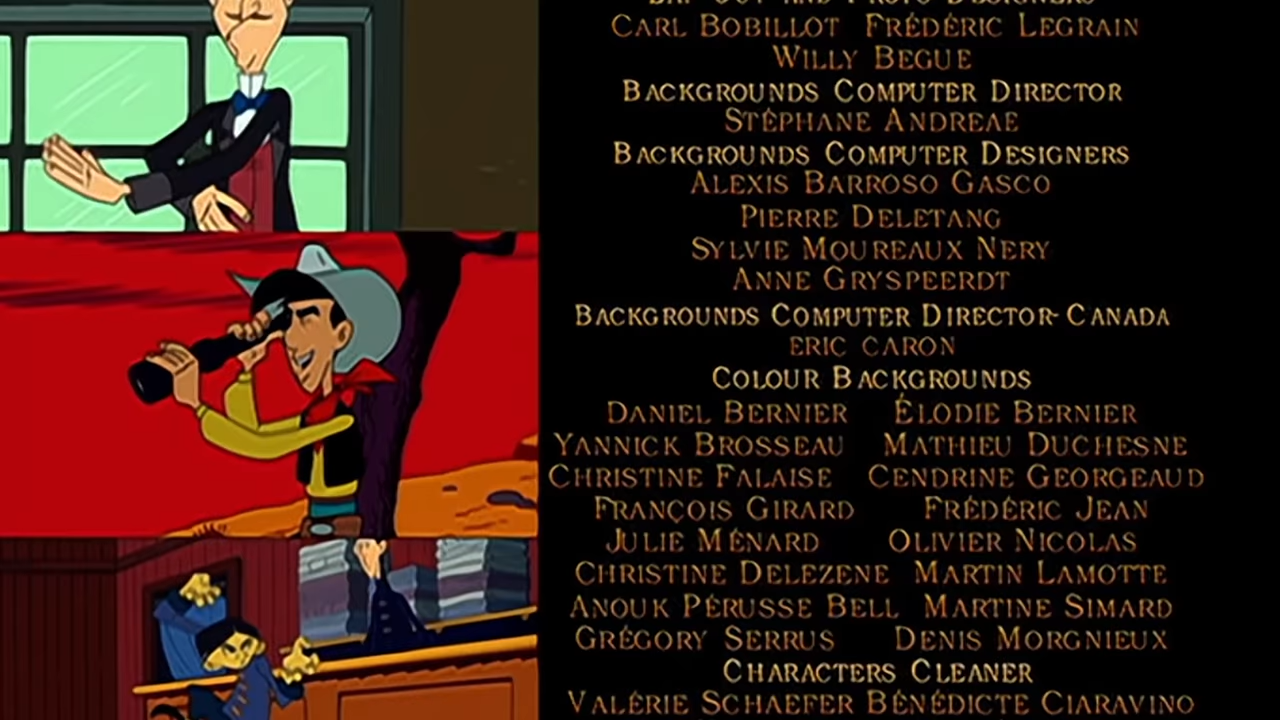 CARL BOBILLOT FRÉDÉRIC LEGRAIN
WILLY BEGUE
BACKGROUNDS COMPUTER DIRECTOR
STÉPHANE ANDREAE
BACKGROUNDS COMPUTER DESIGNERS
ALEXIS BARROSO GASCO
PIERRE DELETANG
SYLVIE MOUREAUX NERY
ANNE GRYSPEERDT
BACKGROUNDS COMPUTER DIRECTOR-CANADA
ERIC CARON
COLOUR BACKGROUNDS
DANIEL BERNIER ÉLODIE BERNIER
YANNICK BROSSEAU MATHIEU DUCHESNE
CHRISTINE FALAISE CENDRINE GEORGEAUD
FRANÇOIS GIRARD FRÉDÉRIC JEAN
JULIE MÉNARD OLIVIER NICOLAS
CHRISTINE DELEZENE MARTIN LAMOTTE
ANOUK PÉRUSSE BELL MARTINE SIMARD
GRÉGORY SERRUS DENIS MORGNIEUX
CHARACTERS CLEANER
VALÉRIE SCHAEFER BÉNÉDICTE CIARAVINO